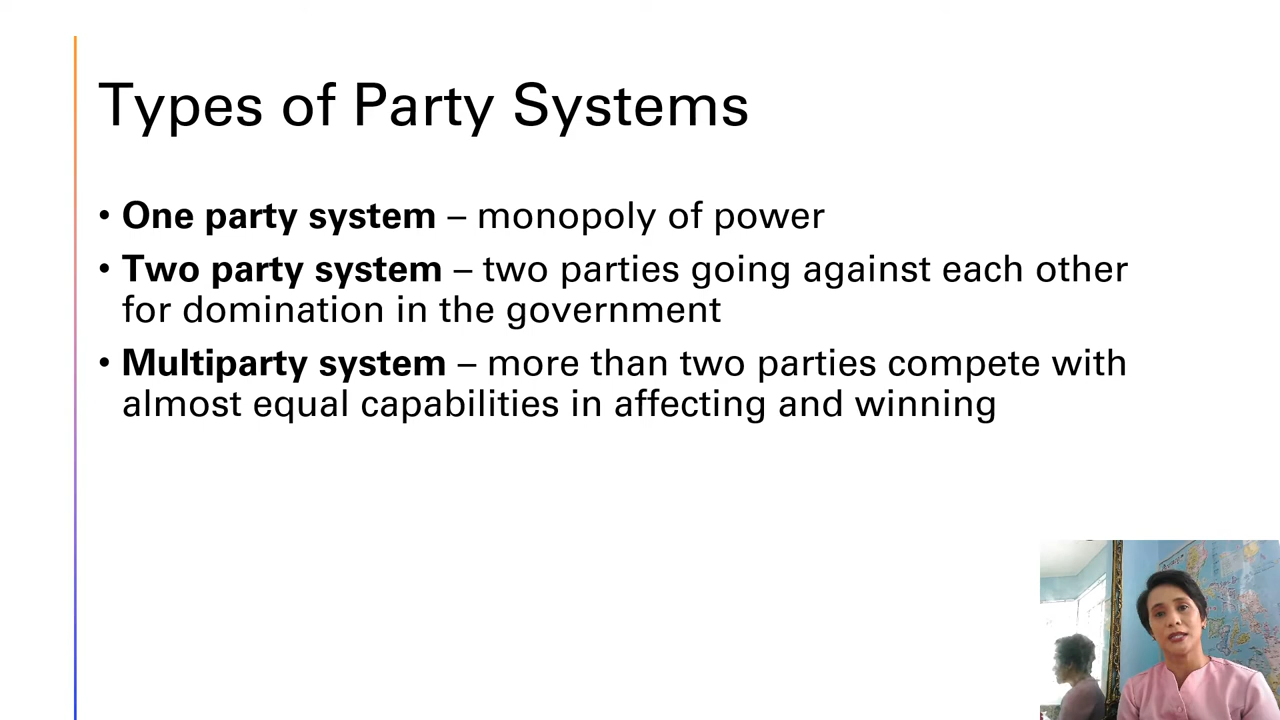 Types of Party Systems
• One party system – monopoly of power
• Two party system – two parties going against each other
for domination in the government
• Multiparty system – more than two parties compete with
almost equal capabilities in affecting and winning